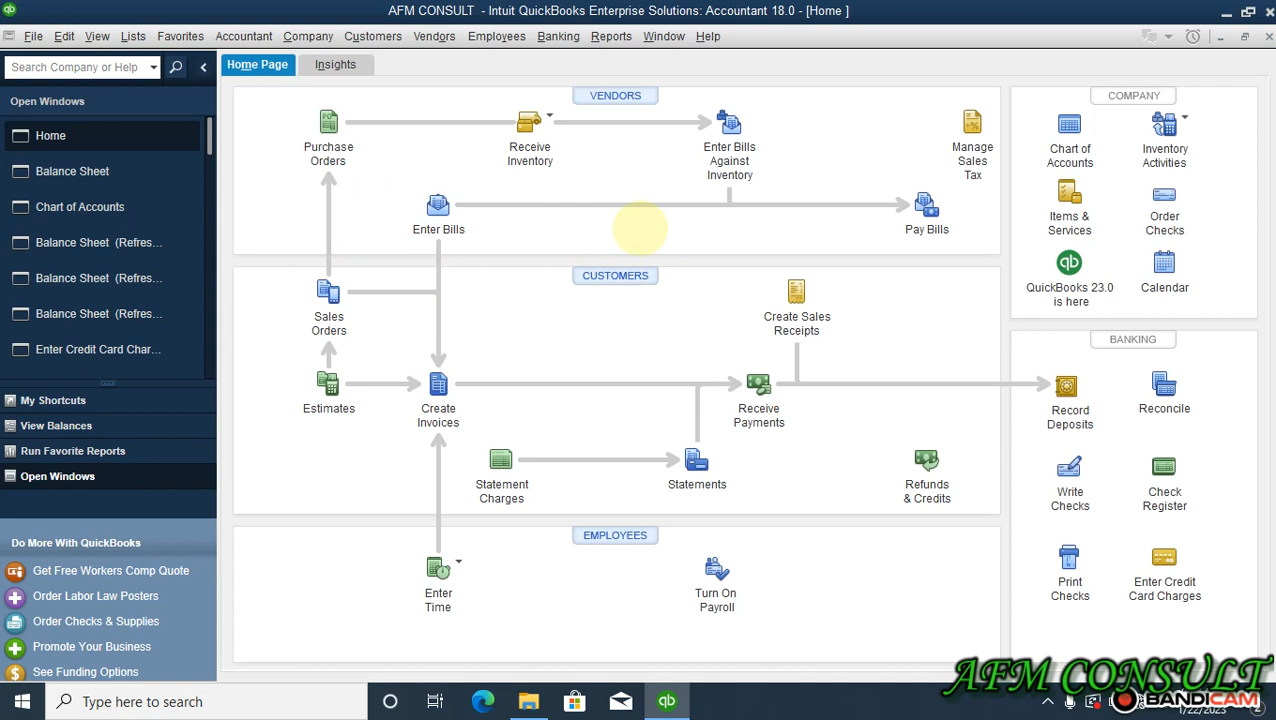 AFM CONSULT - Intuit QuickBooks Enterprise Solutions: Accountant 18.0 - [Home ]
File Edit View Lists Favorites Accountant Company Customers Vendors Employees Banking Reports Window Help
Search Company or Help
Open Windows
Home
Balance Sheet
Chart of Accounts
Balance Sheet (Refres...
Balance Sheet (Refres...
Balance Sheet (Refres...
Enter Credit Card Char...
My Shortcuts
View Balances
Run Favorite Reports
Open Windows
Do More With QuickBooks
Get Free Workers Comp Quote
Order Labor Law Posters
Order Checks & Supplies
Promote Your Business
See Funding Options
Home Page Insights
VENDORS
Purchase
Orders
Receive
Inventory
Enter Bills
Against
Inventory
Manage
Sales
Tax
Enter Bills
Pay Bills
CUSTOMERS
Sales
Orders
Create Sales
Receipts
Estimates
Create
Invoices
Receive
Payments
Statement
Charges
Statements
Refunds
& Credits
EMPLOYEES
Enter
Time
Turn On
Payroll
COMPANY
Chart of
Accounts
Inventory
Activities
Items &
Services
Order
Checks
qb
QuickBooks 23.0
is here
Calendar
BANKING
Record
Deposits
Reconcile
Write
Checks
Check
Register
Print
Checks
Enter Credit
Card Charges
AFM CONSULT
BANDICAM
Type here to search
qb
1/22/2023